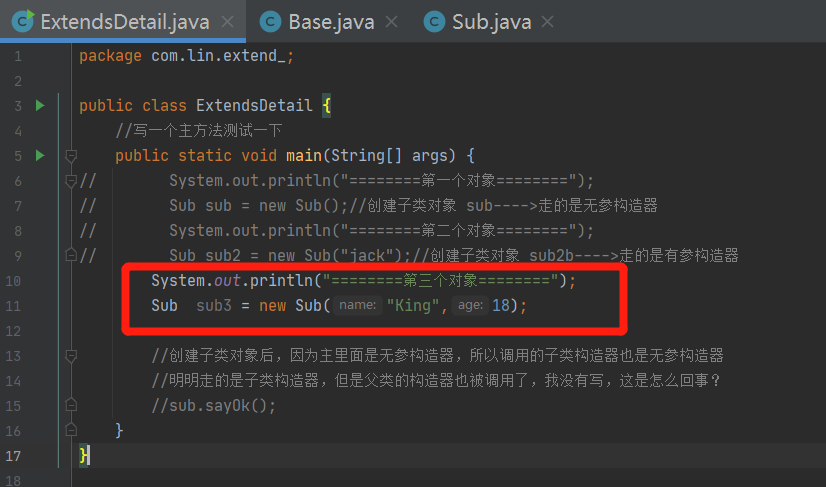 ExtendsDetail.java × Base.java × Sub.java ×
1 package com.lin.extend_;
2
3 public class ExtendsDetail {
4 //写一个主方法测试一下
5 public static void main(String[] args) {
6 // System.out.println("========第一个对象========");
7 // Sub sub = new Sub();//创建子类对象 sub---->走的是无参构造器
8 // System.out.println("========第二个对象========");
9 // Sub sub2 = new Sub("jack");//创建子类对象 sub2b---->走的是有参构造器
10 System.out.println("========第三个对象========");
11 Sub sub3 = new Sub( name: "King", age: 18);
12
13 //创建子类对象后，因为主里面是无参构造器，所以调用的子类构造器也是无参构造器
14 //明明走的是子类构造器，但是父类的构造器也被调用了，我没有写，这是怎么回事？
15 //sub.sayOk();
16 }
17 }
18